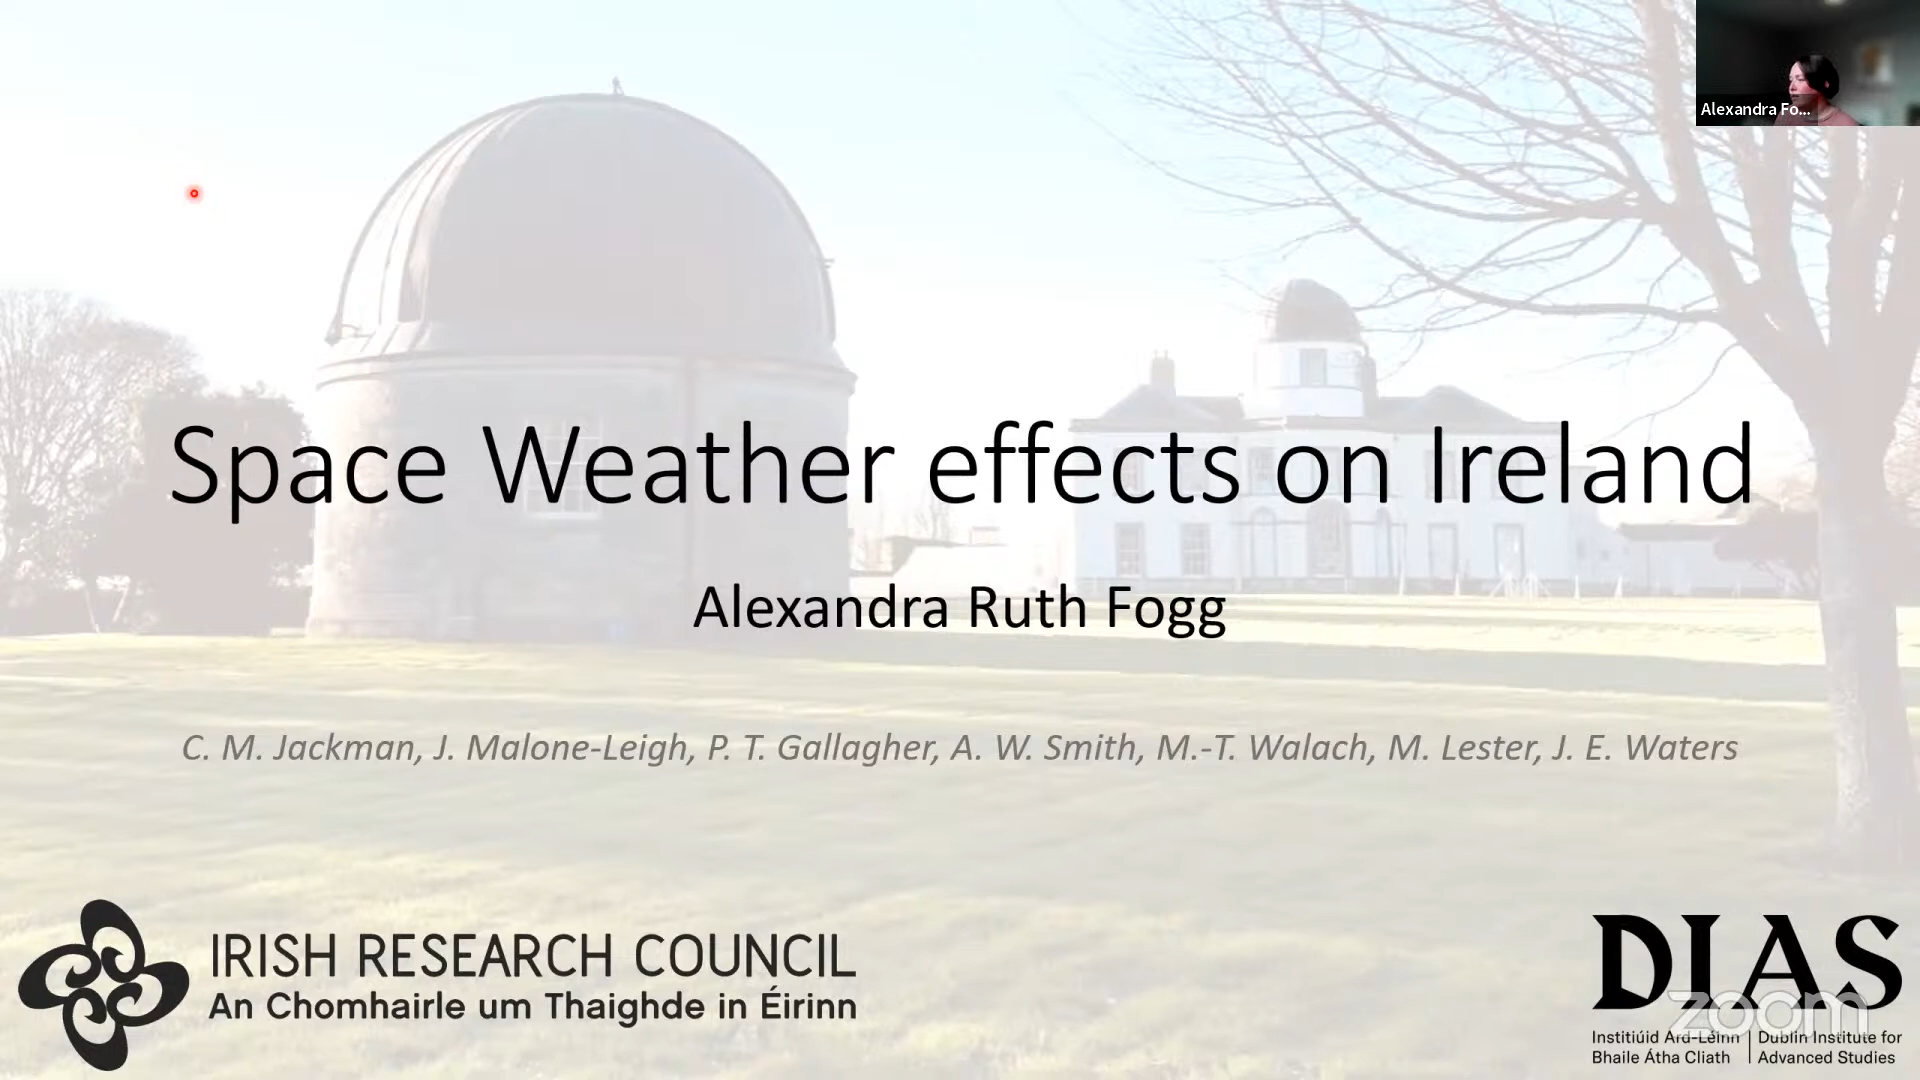 Alexandra Fo...
Space Weather effects on Ireland
Alexandra Ruth Fogg
C. M. Jackman, J. Malone-Leigh, P. T. Gallagher, A. W. Smith, M.-T. Walach, M. Lester, J. E. Waters
IRISH RESEARCH COUNCIL
An Chomhairle um Thaighde in Éirinn
DIAS
zoom
Institiúid Ard-Léinn
Bhaile Átha Cliath
Dublin Institute for
Advanced Studies